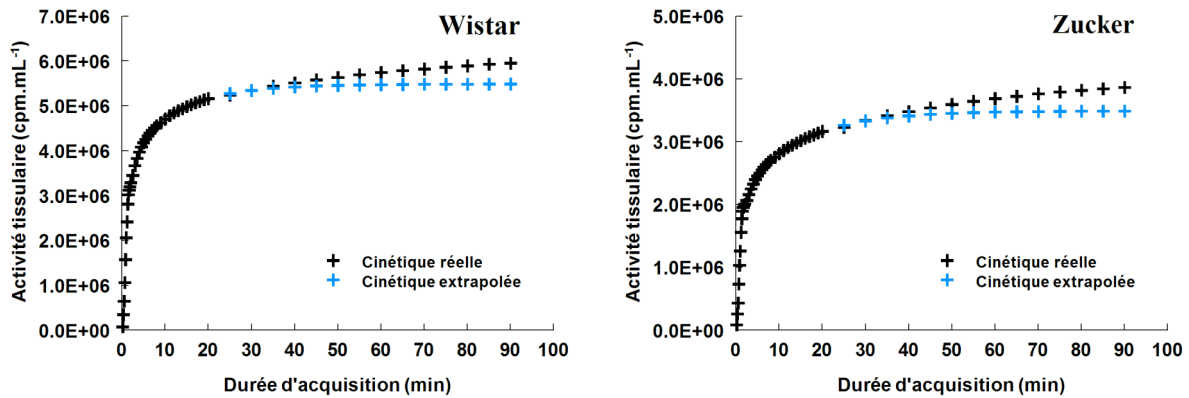 Wistar
Activité tissulaire (cpm.mL-1)
7.0E+06
6.0E+06
5.0E+06
4.0E+06
3.0E+06
2.0E+06
1.0E+06
0.0E+00
Cinétique réelle
Cinétique extrapolée
0 10 20 30 40 50 60 70 80 90 100
Durée d'acquisition (min)
Zucker
Activité tissulaire (cpm.mL-1)
5.0E+06
4.0E+06
3.0E+06
2.0E+06
1.0E+06
0.0E+00
Cinétique réelle
Cinétique extrapolée
0 10 20 30 40 50 60 70 80 90 100
Durée d'acquisition (min)